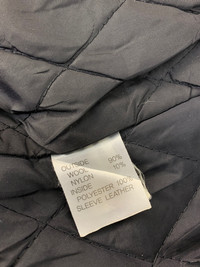 OUTSIDE 90%
WOOL 10%
NYLON
INSIDE
POLYESTER 100%
SLEEVE LEATHER